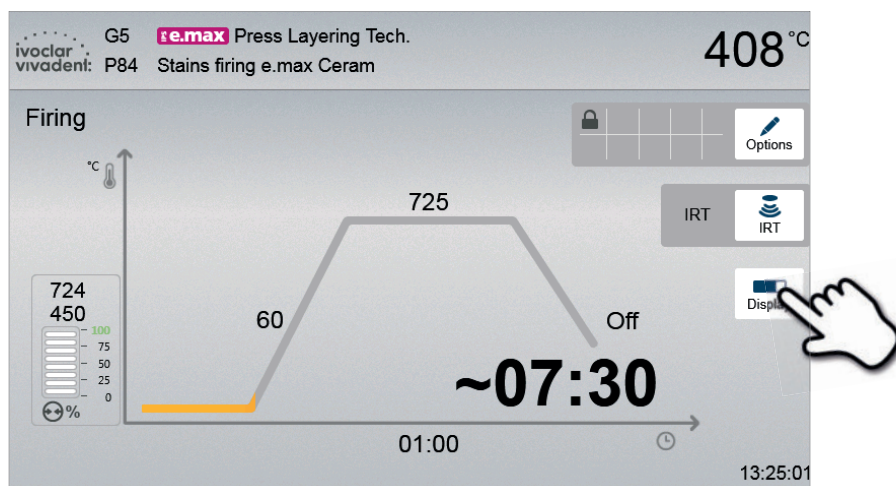 ivoclar
vivadent:
G5 e.max Press Layering Tech.
P84 Stains firing e.max Ceram
408 °C
Firing
Options
°C
725
IRT
IRT
724
450
100
75
50
25
0
%
60
Off
Display
~07:30
01:00
13:25:01